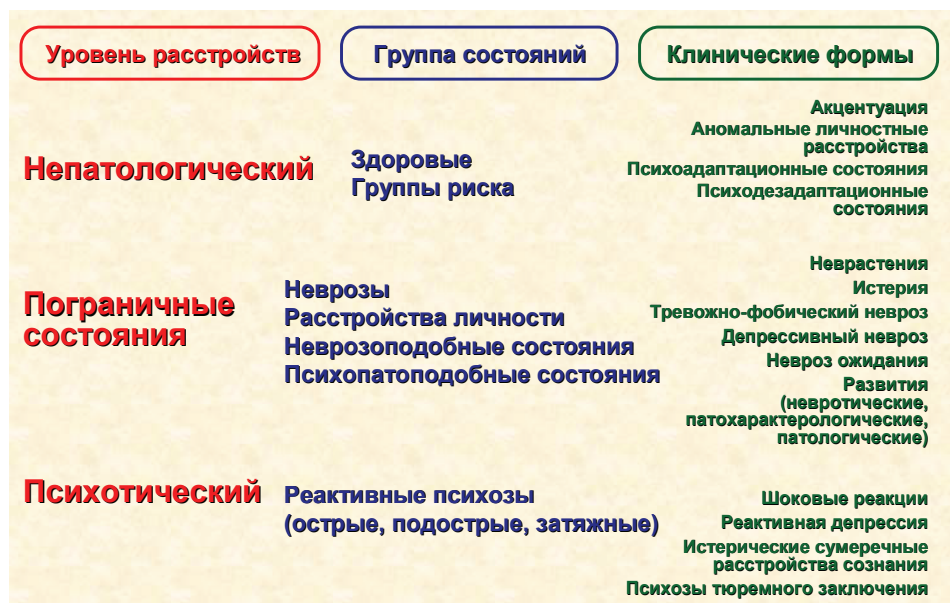 Уровень расстройств
Группа состояний
Клинические формы
Непатологический
Здоровые
Группы риска
Акцентуация
Аномальные личностные
расстройства
Психоадаптационные состояния
Психодезадаптационные
состояния
Пограничные
состояния
Неврозы
Расстройства личности
Неврозоподобные состояния
Психопатоподобные состояния
Неврастения
Истерия
Тревожно-фобический невроз
Депрессивный невроз
Невроз ожидания
Развития
(невротические,
патохарактерологические,
патологические)
Психотический
Реактивные психозы
(острые, подострые, затяжные)
Шоковые реакции
Реактивная депрессия
Истерические сумеречные
расстройства сознания
Психозы тюремного заключения